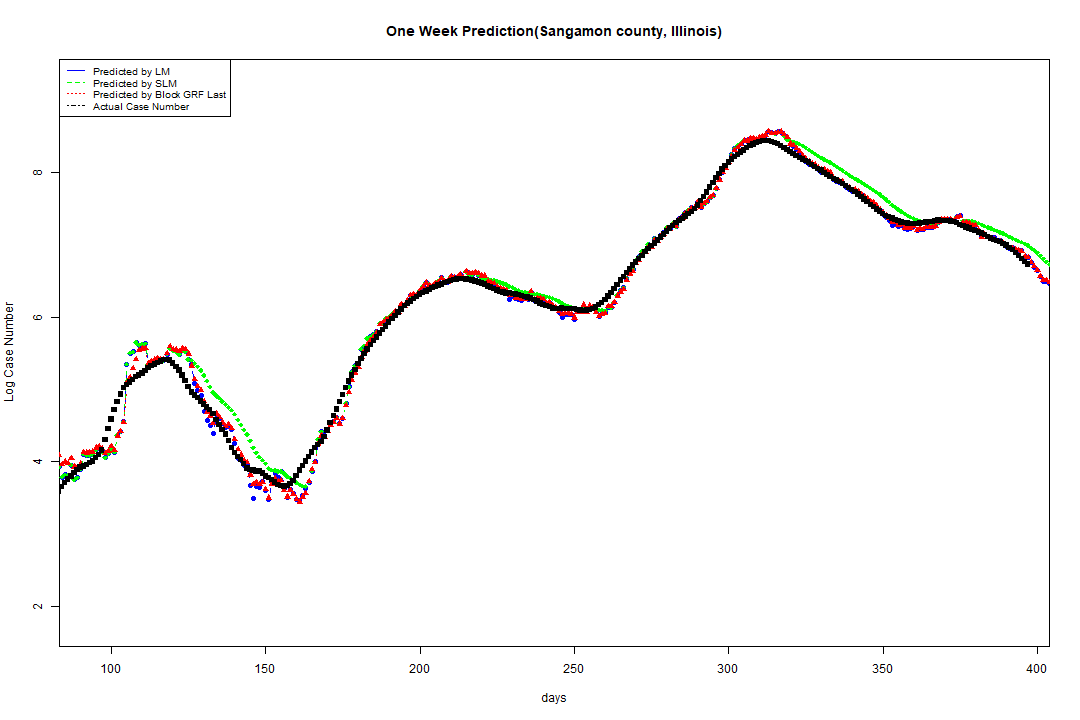 One Week Prediction(Sangamon county, Illinois)
Predicted by LM
Predicted by SLM
Predicted by Block GRF Last
Actual Case Number
Log Case Number
8
6
4
2
100 150 200 250 300 350 400
days